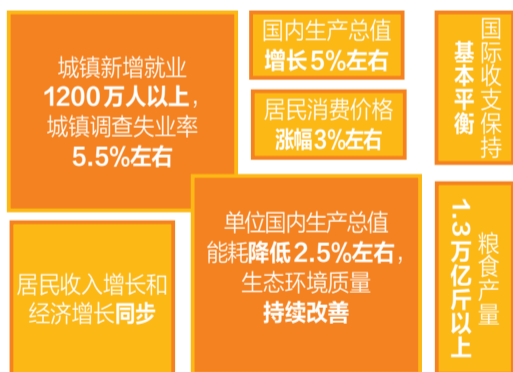 城镇新增就业
1200万人以上，
城镇调查失业率
5.5%左右
国内生产总值
增长5%左右
居民消费价格
涨幅3%左右
国际收支保持
基本平衡
居民收入增长和
经济增长同步
单位国内生产总值
能耗降低2.5%左右，
生态环境质量
持续改善
粮食产量
1.3万亿斤以上